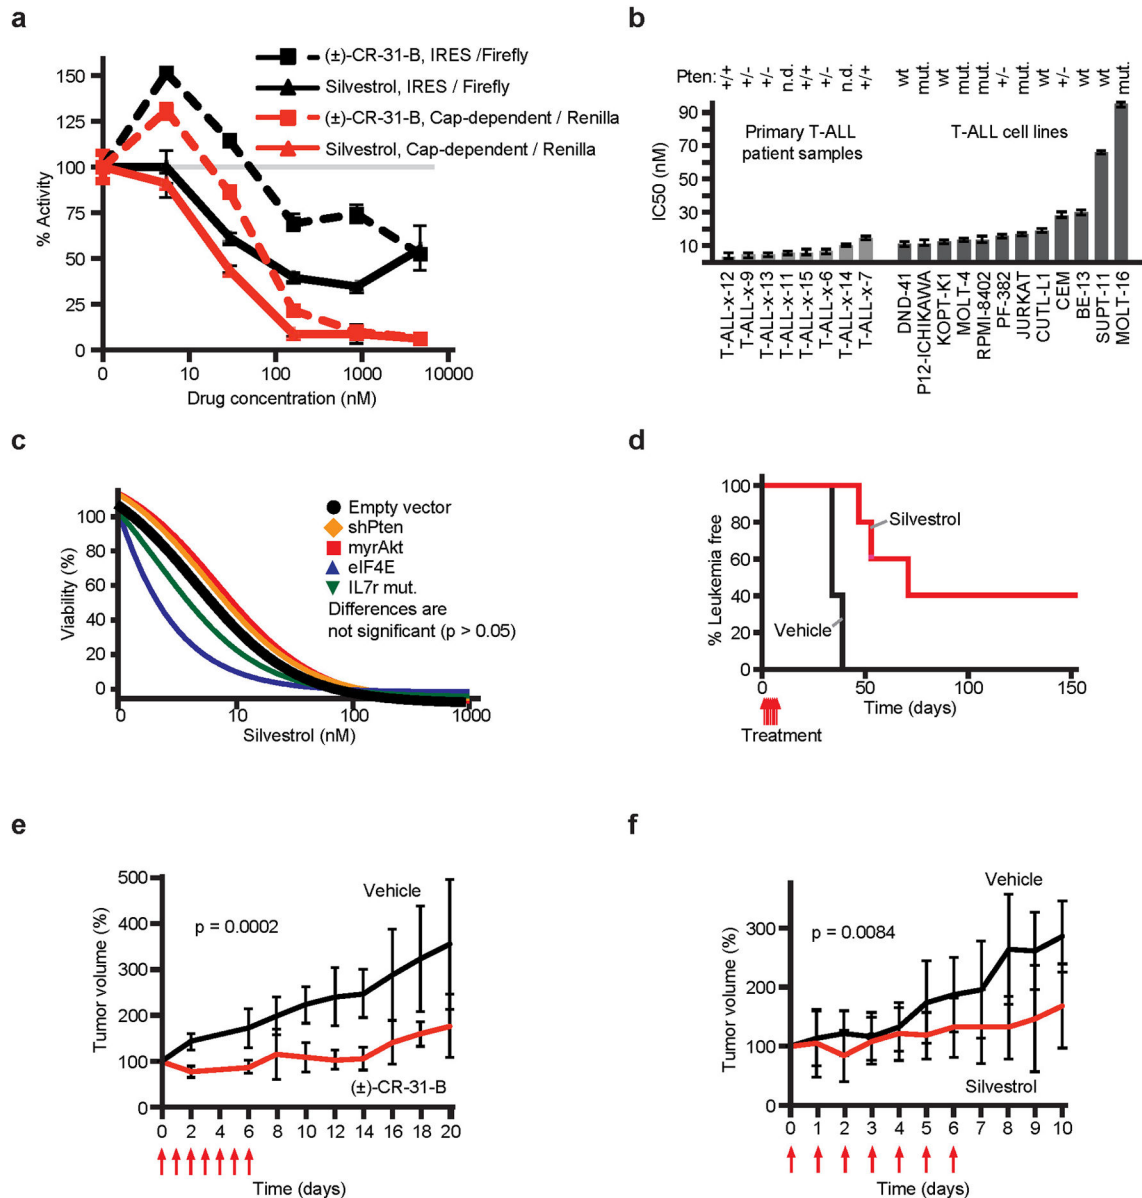 a
(±)-CR-31-B, IRES /Firefly
Silvestrol, IRES / Firefly
(±)-CR-31-B, Cap-dependent / Renilla
Silvestrol, Cap-dependent / Renilla
% Activity
150
125
100
75
50
25
0
0 10 100 1000 10000
Drug concentration (nM)
b
Pten: +/+ +/- +/- n.d. +/+ +/- n.d. +/+ wt mut. wt mut. mut. +/- mut. wt +/- wt wt mut.
Primary T-ALL
patient samples
T-ALL cell lines
IC50 (nM)
90
70
50
30
10
T-ALL-x-12
T-ALL-x-9
T-ALL-x-13
T-ALL-x-11
T-ALL-x-15
T-ALL-x-6
T-ALL-x-14
T-ALL-x-7
DND-41
P12-ICHIKAWA
KOPT-K1
MOLT-4
RPMI-8402
PF-382
JURKAT
CUTL-L1
CEM
BE-13
SUPT-11
MOLT-16
c
Viability (%)
100
80
60
40
20
0
Empty vector
shPten
myrAkt
eIF4E
IL7r mut.
Differences are
not significant (p > 0.05)
0 10 100 1000
Silvestrol (nM)
d
% Leukemia free
100
80
60
40
20
0
Silvestrol
Vehicle
0 50 100 150
Time (days)
Treatment
e
Tumor volume (%)
500
400
300
200
100
0
Vehicle
p = 0.0002
(±)-CR-31-B
0 2 4 6 8 10 12 14 16 18 20
Time (days)
f
Tumor volume (%)
300
200
100
0
Vehicle
p = 0.0084
Silvestrol
0 1 2 3 4 5 6 7 8 9 10
Time (days)